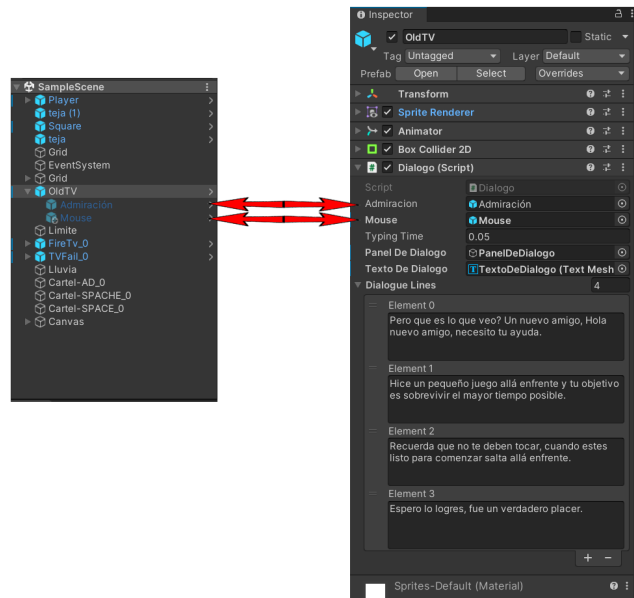 SampleScene
Player
teja (1)
Square
teja
Grid
EventSystem
Grid
OldTV
Admiración
Mouse
Limite
FireTv_0
TVFail_0
Lluvia
Cartel-AD_0
Cartel-SPACHE_0
Cartel-SPACE_0
Canvas
Inspector
OldTV Static
Tag Untagged Layer Default
Prefab Open Select Overrides
Transform
Sprite Renderer
Animator
Box Collider 2D
Dialogo (Script)
Script Dialogo
Admiracion Admiración
Mouse Mouse
Typing Time 0.05
Panel De Dialogo PanelDeDialogo
Texto De Dialogo TextoDeDialogo (Text Mesh
Dialogue Lines 4
Element 0
Pero que es lo que veo? Un nuevo amigo, Hola
nuevo amigo, necesito tu ayuda.
Element 1
Hice un pequeño juego allá enfrente y tu objetivo
es sobrevivir el mayor tiempo posible.
Element 2
Recuerda que no te deben tocar, cuando estes
listo para comenzar salta allá enfrente.
Element 3
Espero lo logres, fue un verdadero placer.
Sprites-Default (Material)